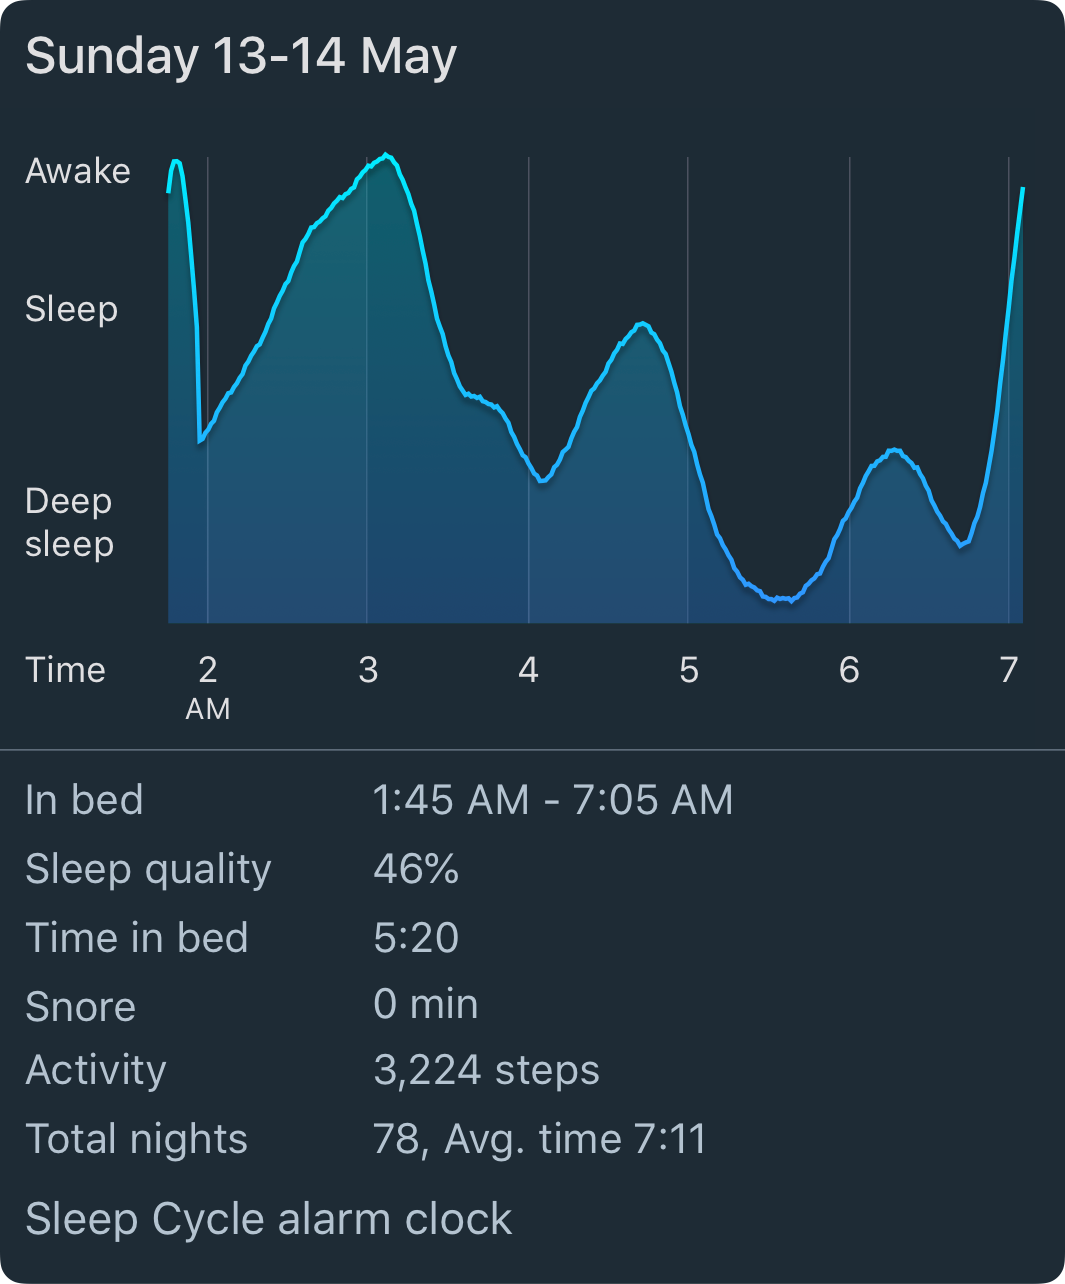 Sunday 13-14 May
Awake
Sleep
Deep
sleep
Time 2 3 4 5 6 7
AM
In bed 1:45 AM - 7:05 AM
Sleep quality 46%
Time in bed 5:20
Snore 0 min
Activity 3,224 steps
Total nights 78, Avg. time 7:11
Sleep Cycle alarm clock